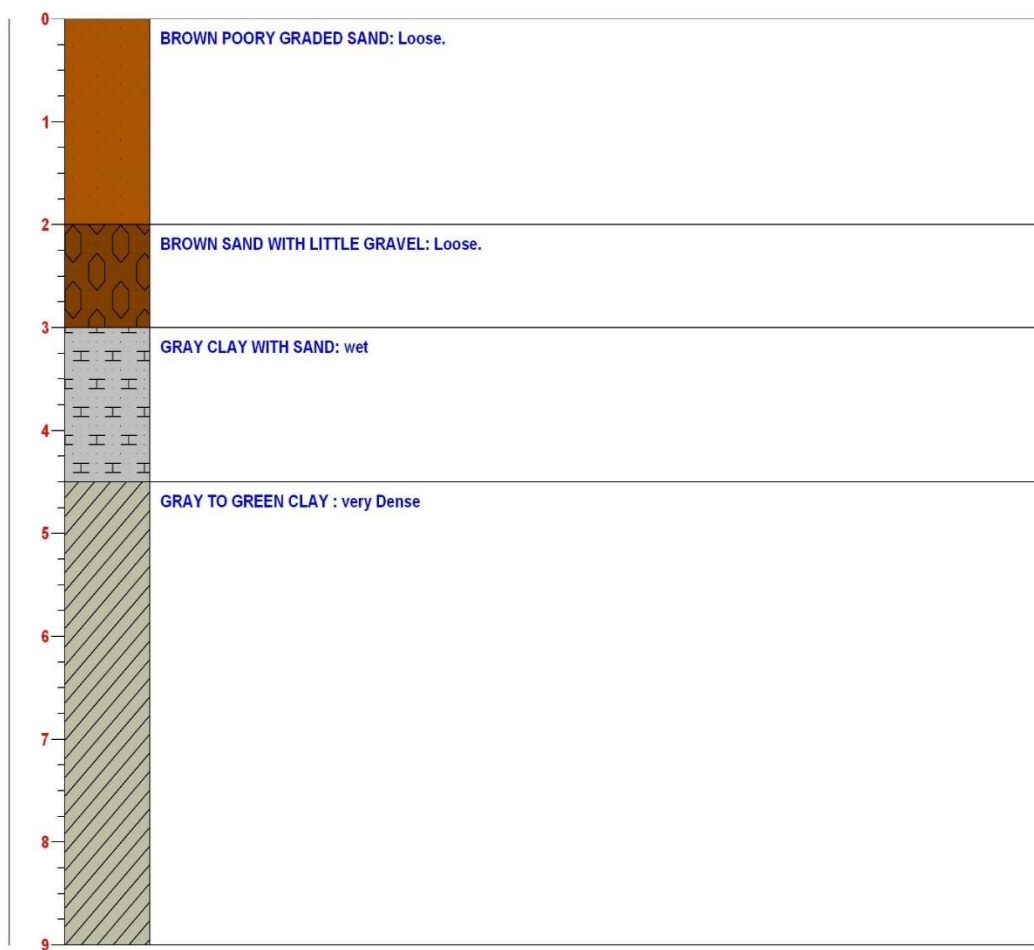 0
BROWN POORY GRADED SAND: Loose.
1
2
BROWN SAND WITH LITTLE GRAVEL: Loose.
3
GRAY CLAY WITH SAND: wet
4
GRAY TO GREEN CLAY : very Dense
5
6
7
8
9